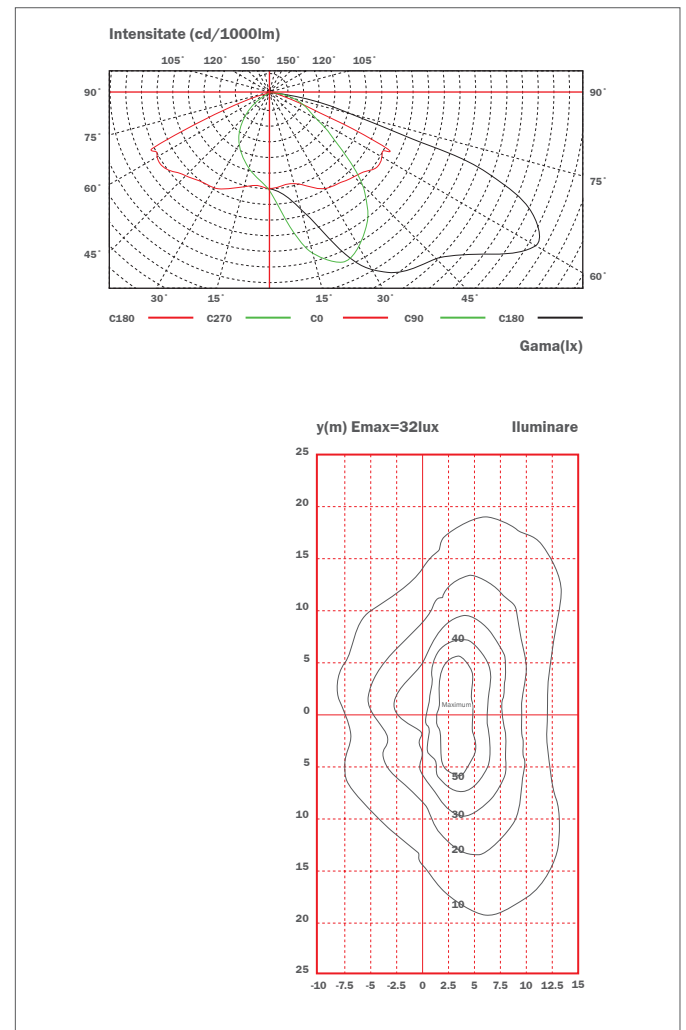 Intensitate (cd/1000lm)
105° 120° 150° 150° 120° 105°
90° 90°
75°
75°
60°
45°
60°
30° 15° 15° 30° 45°
C180 C270 C0 C90 C180
Gama(lx)
y(m) Emax=32lux Iluminare
25
20
15
10
40
5
Maximum
0
5
50
10
30
20
15
10
20
25
-10 -7.5 -5 -2.5 0 2.5 5 7.5 10 12.5 15